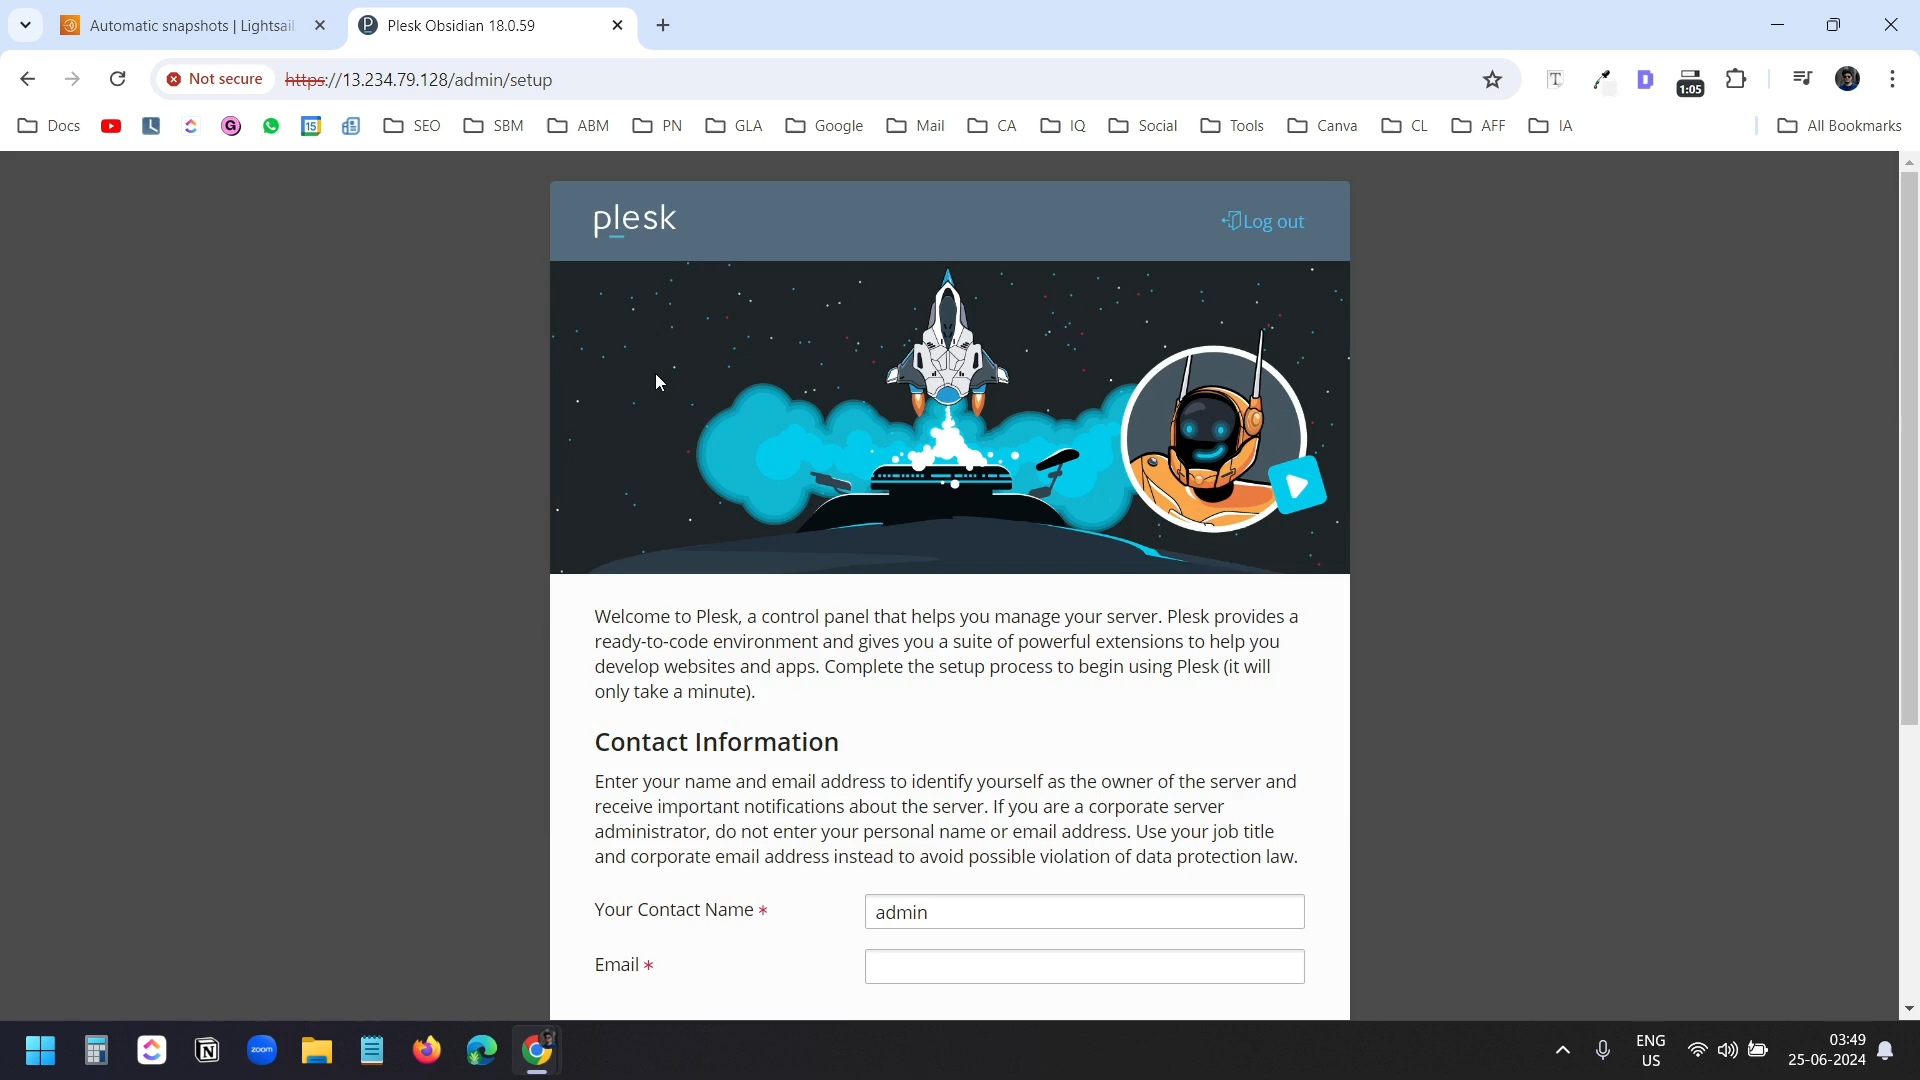 Automatic snapshots | Lightsail
Plesk Obsidian 18.0.59
Not secure
https://13.234.79.128/admin/setup
1:05
Docs
15
SEO
SBM
ABM
PN
GLA
Google
Mail
CA
IQ
Social
Tools
Canva
CL
AFF
IA
All Bookmarks
plesk
Log out
Welcome to Plesk, a control panel that helps you manage your server. Plesk provides a
ready-to-code environment and gives you a suite of powerful extensions to help you
develop websites and apps. Complete the setup process to begin using Plesk (it will
only take a minute).
Contact Information
Enter your name and email address to identify yourself as the owner of the server and
receive important notifications about the server. If you are a corporate server
administrator, do not enter your personal name or email address. Use your job title
and corporate email address instead to avoid possible violation of data protection law.
Your Contact Name *
admin
Email *
zoom
ENG
US
03:49
25-06-2024